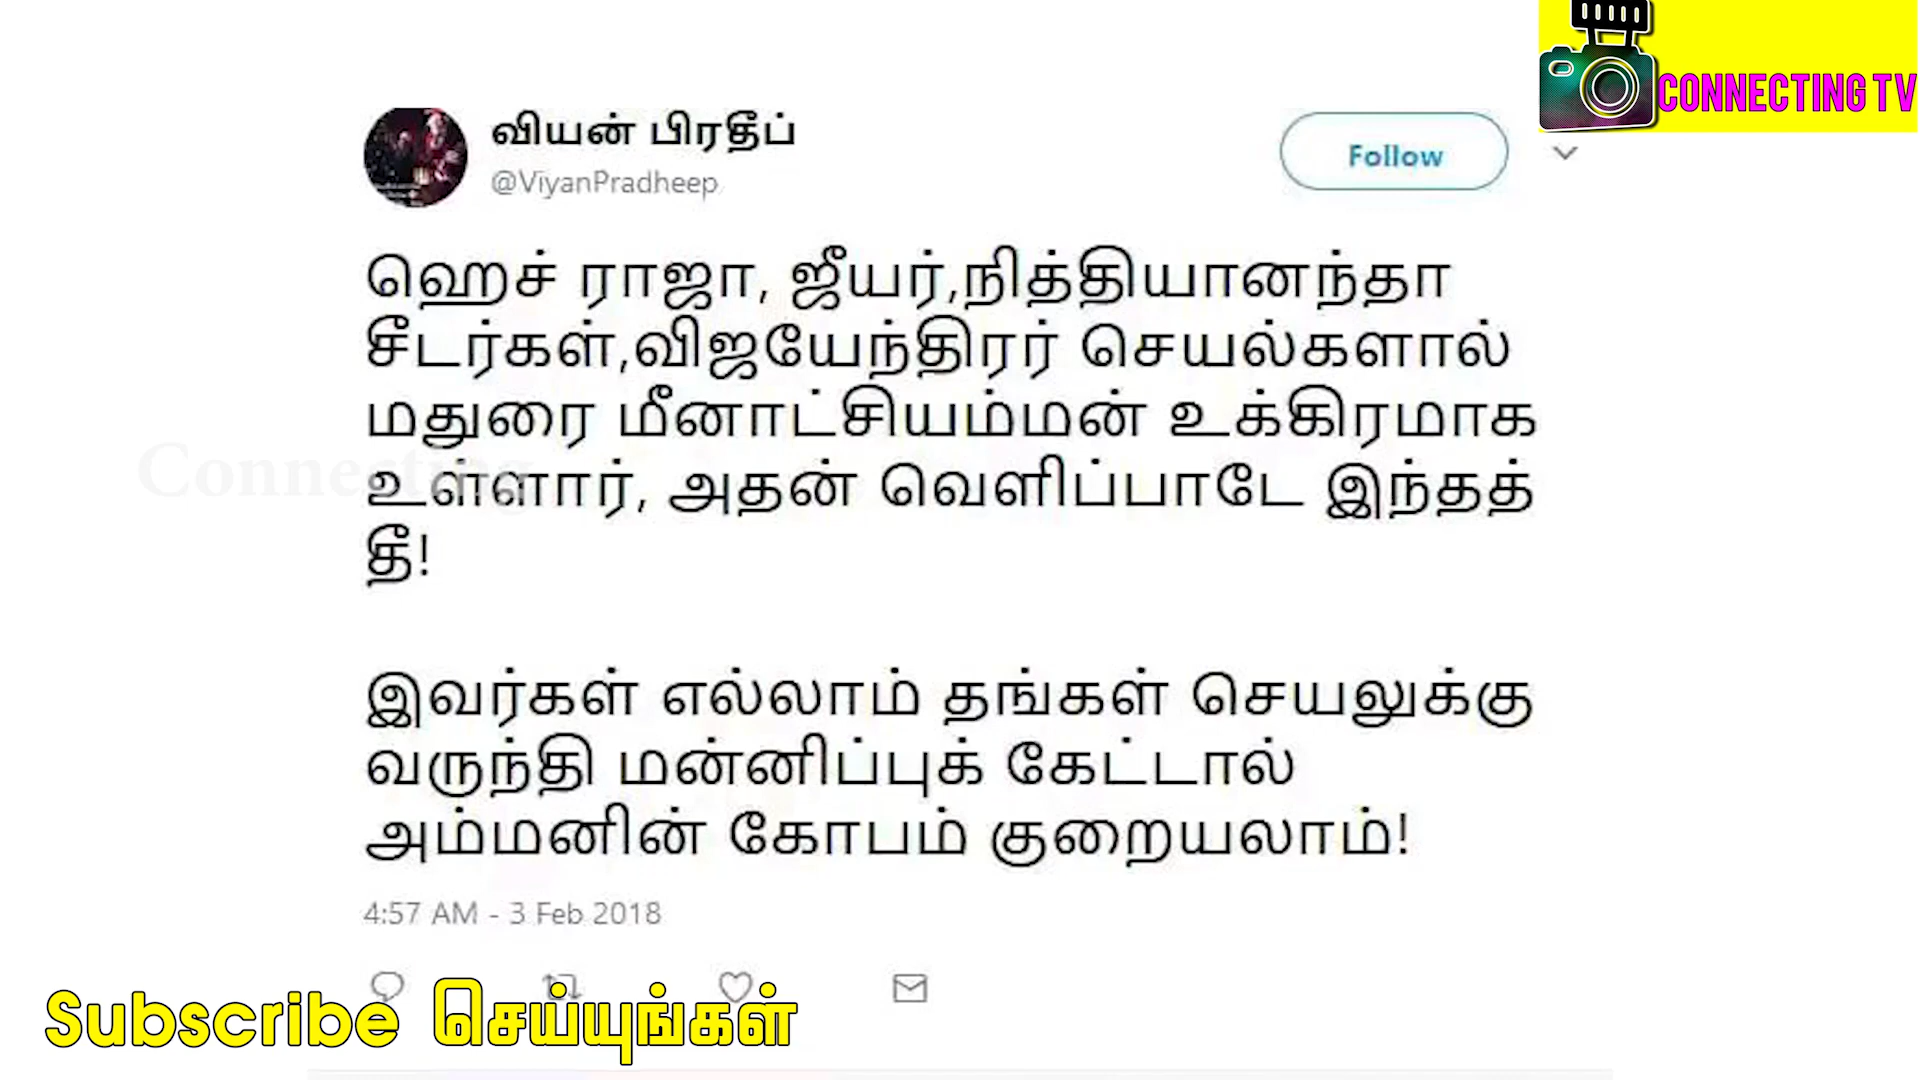 CONNECTING TV
வியன் பிரதீப்
@ViyanPradheep
Follow
ஹெச் ராஜா, ஜீயர்,நித்தியானந்தா
சீடர்கள்,விஜயேந்திரர் செயல்களால்
மதுரை மீனாட்சியம்மன் உக்கிரமாக
Connecting
உள்ளார், அதன் வெளிப்பாடே இந்தத்
தீ!
இவர்கள் எல்லாம் தங்கள் செயலுக்கு
வருந்தி மன்னிப்புக் கேட்டால்
அம்மனின் கோபம் குறையலாம்!
4:57 AM - 3 Feb 2018
Subscribe செய்யுங்கள்